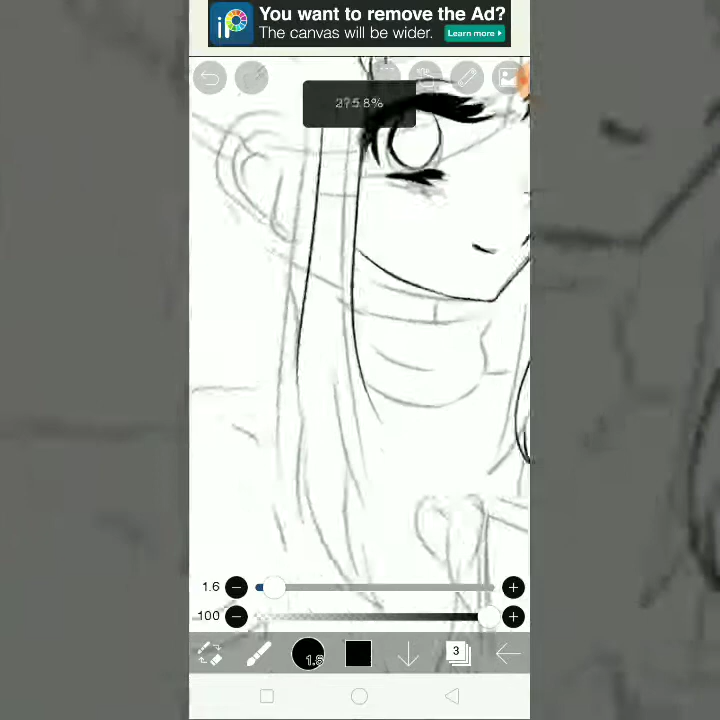 You want to remove the Ad?
The canvas will be wider.
Learn more
iP
275.8%
1.6
100
1.6
3